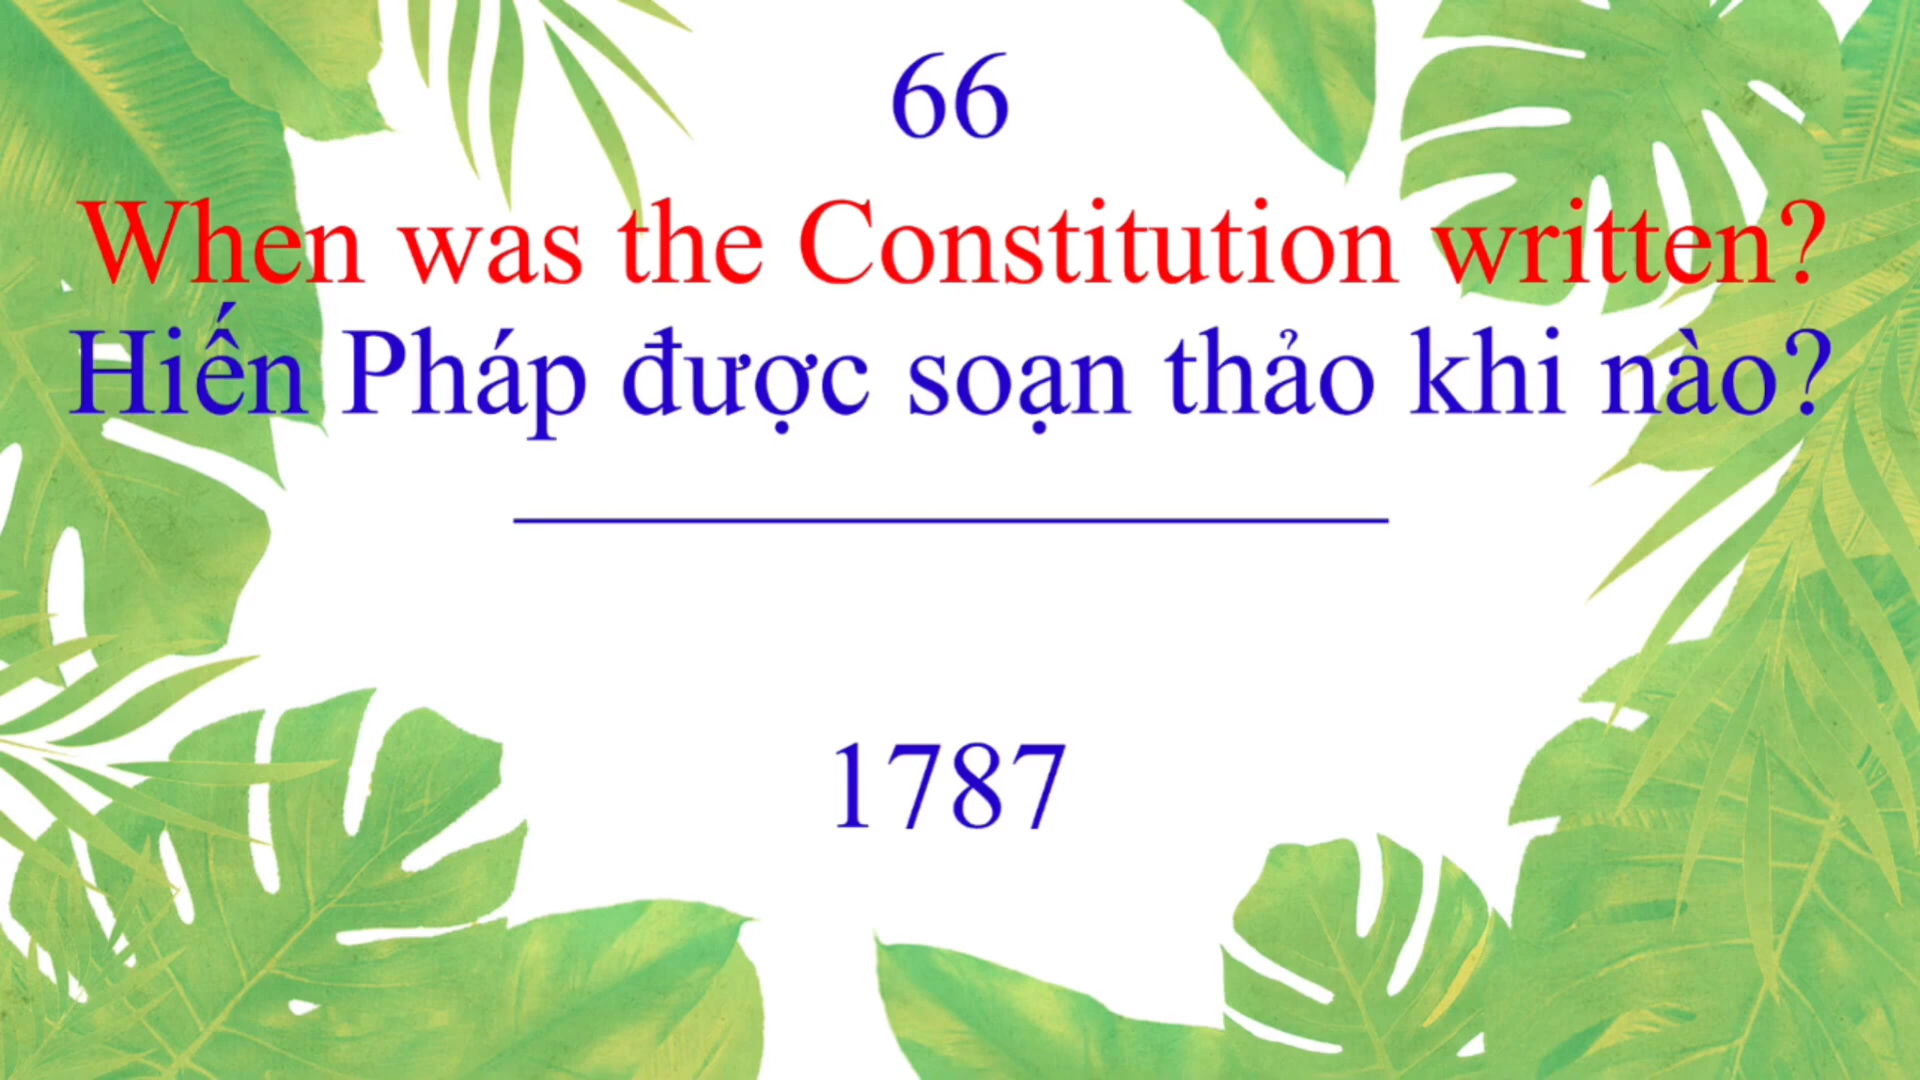 66
When was the Constitution written?
Hiến Pháp được soạn thảo khi nào?
1787